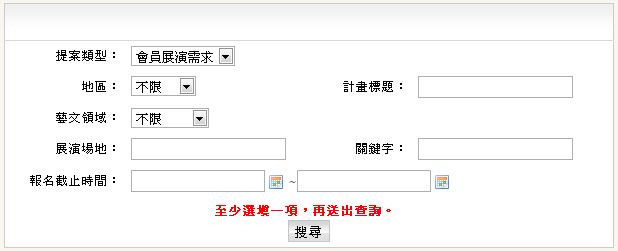 提案類型： 會員展演需求
地區： 不限 計畫標題：
藝文領域： 不限
展演場地： 關鍵字：
報名截止時間： ~
至少選填一項，再送出查詢。
搜尋